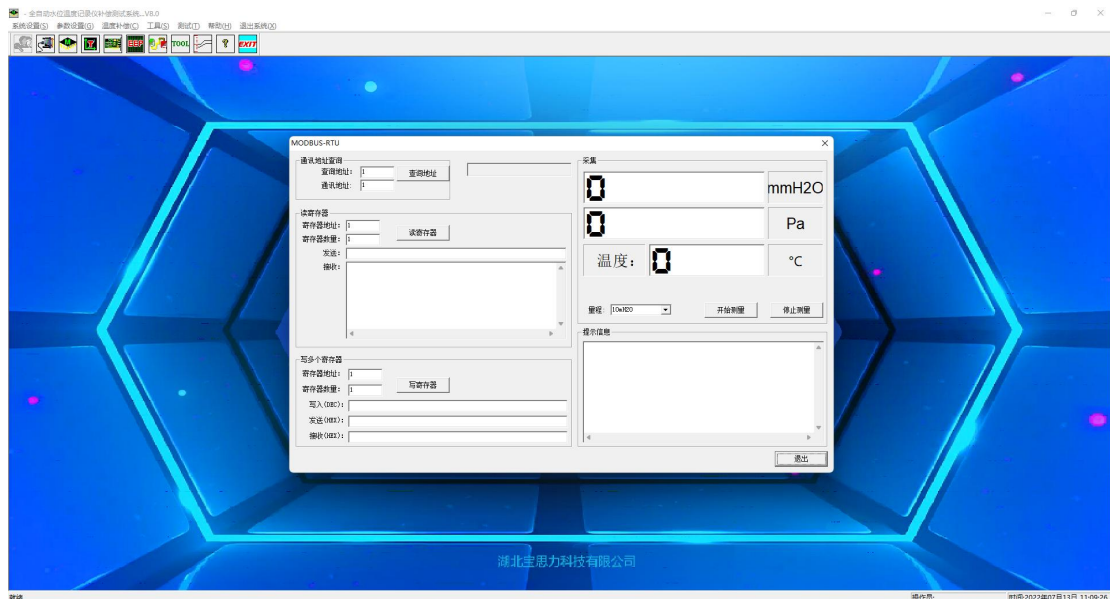 - 全自动水位温度记录仪补偿测试系统_V8.0
系统设置(S) 参数设置(G) 温度补偿(C) 工具(S) 测试(T) 帮助(H) 退出系统(X)
TOOL ? EXIT
MODBUS-RTU
通讯地址查询
查询地址: 1 查询地址
通讯地址: 1
读寄存器
寄存器地址: 1 读寄存器
寄存器数量: 1
发送:
接收:
写多个寄存器
寄存器地址: 1 写寄存器
寄存器数量: 1
写入(DEC):
发送(HEX):
接收(HEX):
采集
0 mmH2O
0 Pa
温度: 0 °C
量程: 10mH2O 开始测量 停止测量
提示信息
退出
湖北宝思力科技有限公司
就绪 操作员: 时间:2022年07月13日 11:09:26